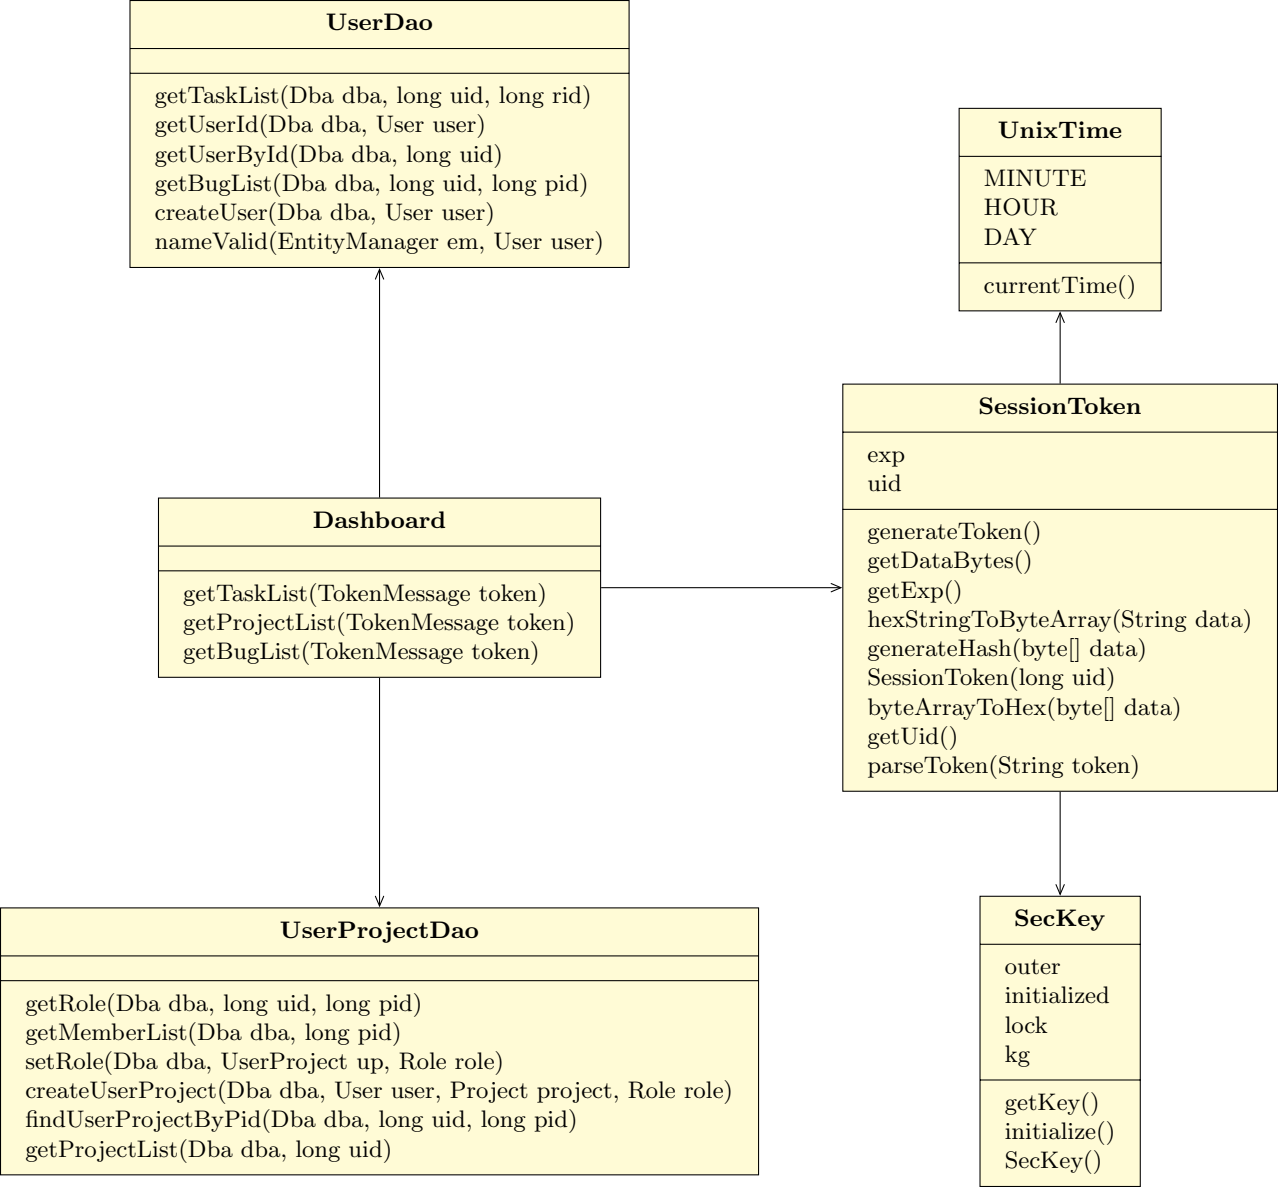 UserDao
getTaskList(Dba dba, long uid, long rid)
getUserId(Dba dba, User user)
getUserById(Dba dba, long uid)
getBugList(Dba dba, long uid, long pid)
createUser(Dba dba, User user)
nameValid(EntityManager em, User user)
UnixTime
MINUTE
HOUR
DAY
currentTime()
SessionToken
exp
uid
generateToken()
getDataBytes()
getExp()
hexStringToByteArray(String data)
generateHash(byte[] data)
SessionToken(long uid)
byteArrayToHex(byte[] data)
getUid()
parseToken(String token)
Dashboard
getTaskList(TokenMessage token)
getProjectList(TokenMessage token)
getBugList(TokenMessage token)
UserProjectDao
getRole(Dba dba, long uid, long pid)
getMemberList(Dba dba, long pid)
setRole(Dba dba, UserProject up, Role role)
createUserProject(Dba dba, User user, Project project, Role role)
findUserProjectByPid(Dba dba, long uid, long pid)
getProjectList(Dba dba, long uid)
SecKey
outer
initialized
lock
kg
getKey()
initialize()
SecKey()